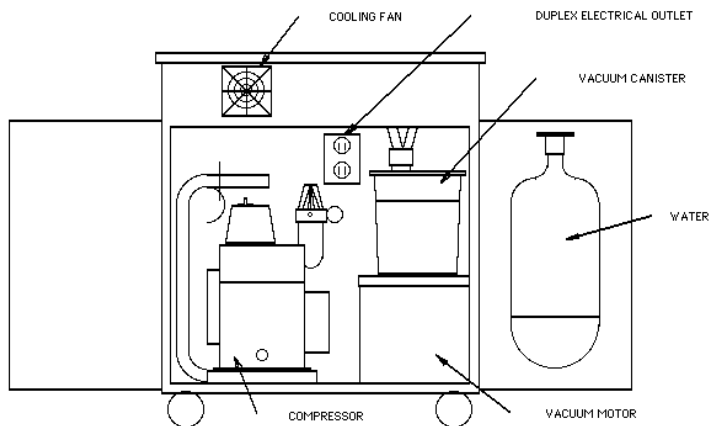 COOLING FAN
DUPLEX ELECTRICAL OUTLET
VACUUM CANISTER
WATER
COMPRESSOR
VACUUM MOTOR